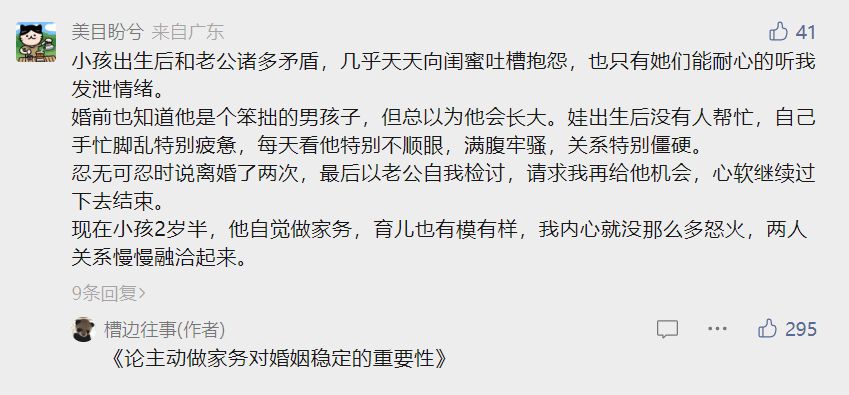 美目盼兮 来自广东
41
小孩出生后和老公诸多矛盾，几乎天天向闺蜜吐槽抱怨，也只有她们能耐心的听我
发泄情绪。
婚前也知道他是个笨拙的男孩子，但总以为他会长大。娃出生后没有人帮忙，自己
手忙脚乱特别疲惫，每天看他特别不顺眼，满腹牢骚，关系特别僵硬。
忍无可忍时说离婚了两次，最后以老公自我检讨，请求我再给他机会，心软继续过
下去结束。
现在小孩2岁半，他自觉做家务，育儿也有模有样，我内心就没那么多怒火，两人
关系慢慢融洽起来。
9条回复>
槽边往事(作者)
295
《论主动做家务对婚姻稳定的重要性》